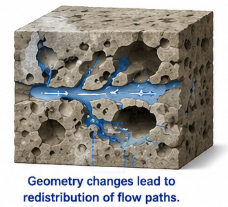 Geometry changes lead to
redistribution of flow paths.